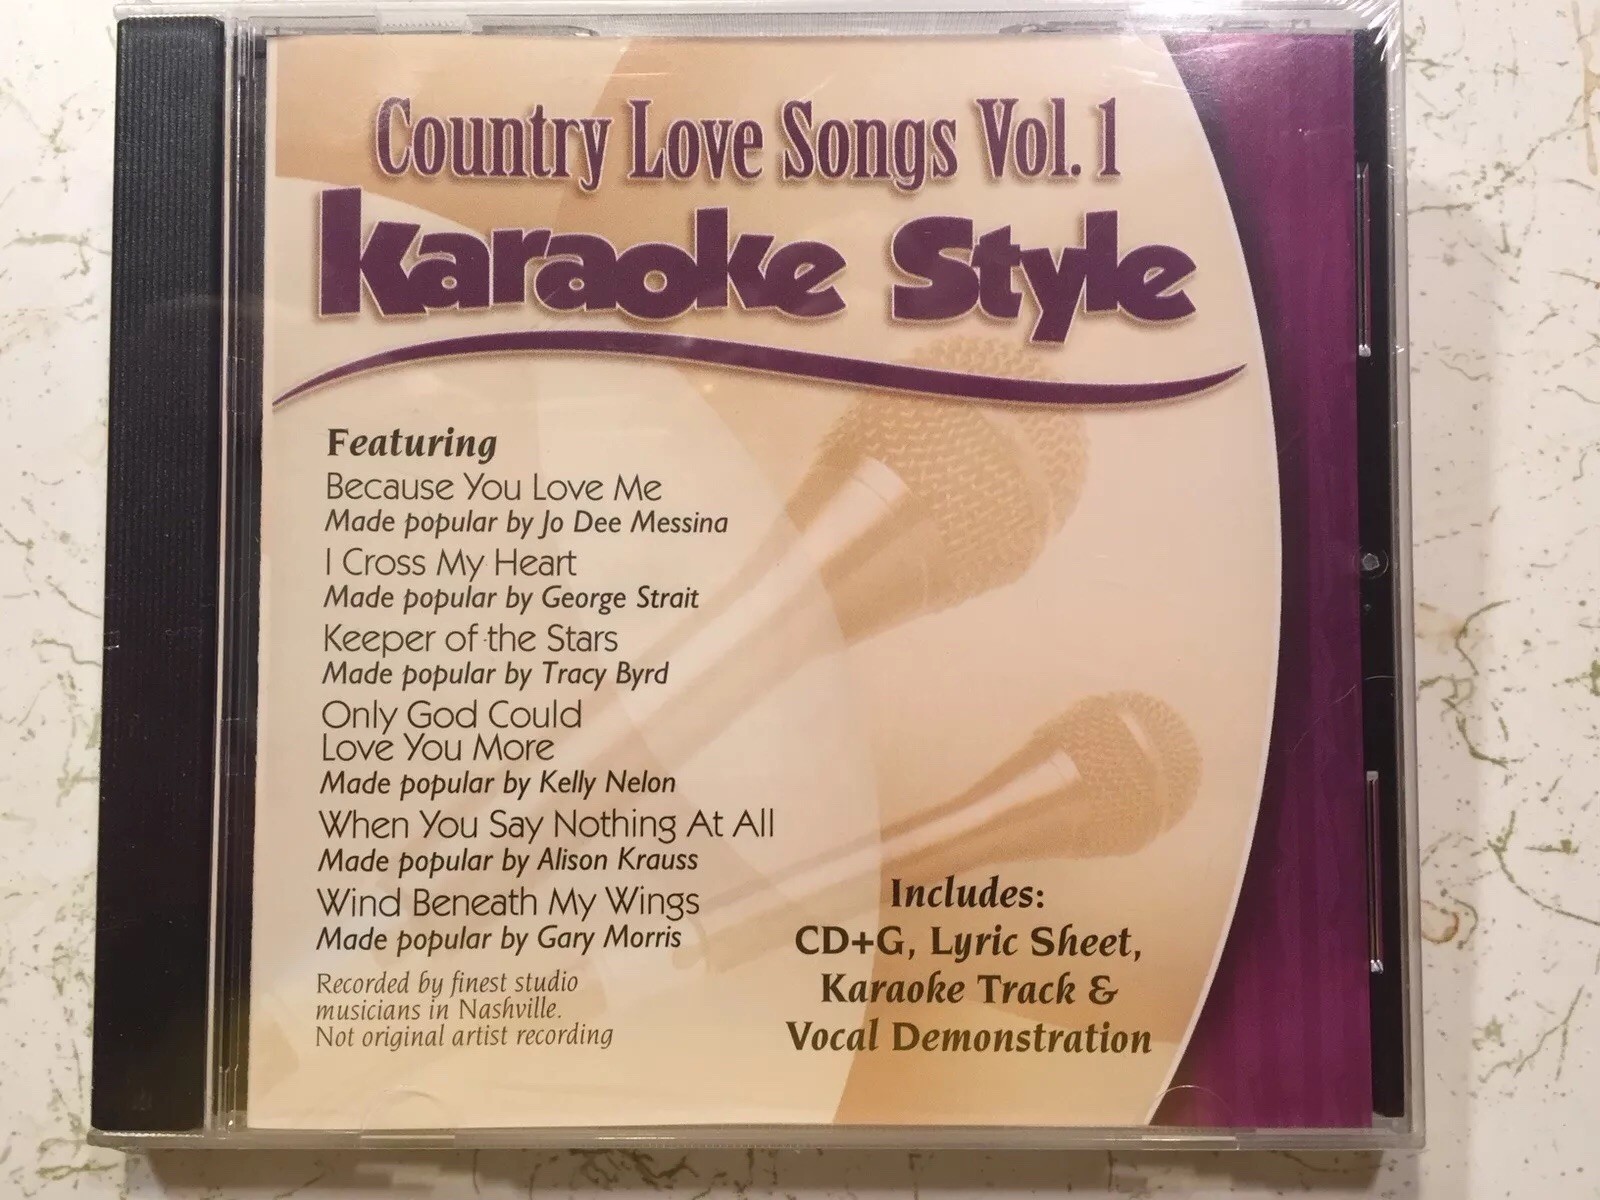 Country Love Songs Vol. 1
Karaoke Style
Featuring
Because You Love Me
Made popular by Jo Dee Messina
I Cross My Heart
Made popular by George Strait
Keeper of the Stars
Made popular by Tracy Byrd
Only God Could
Love You More
Made popular by Kelly Nelon
When You Say Nothing At All
Made popular by Alison Krauss
Wind Beneath My Wings
Made popular by Gary Morris
Recorded by finest studio
musicians in Nashville.
Not original artist recording
Includes:
CD+G, Lyric Sheet,
Karaoke Track &
Vocal Demonstration